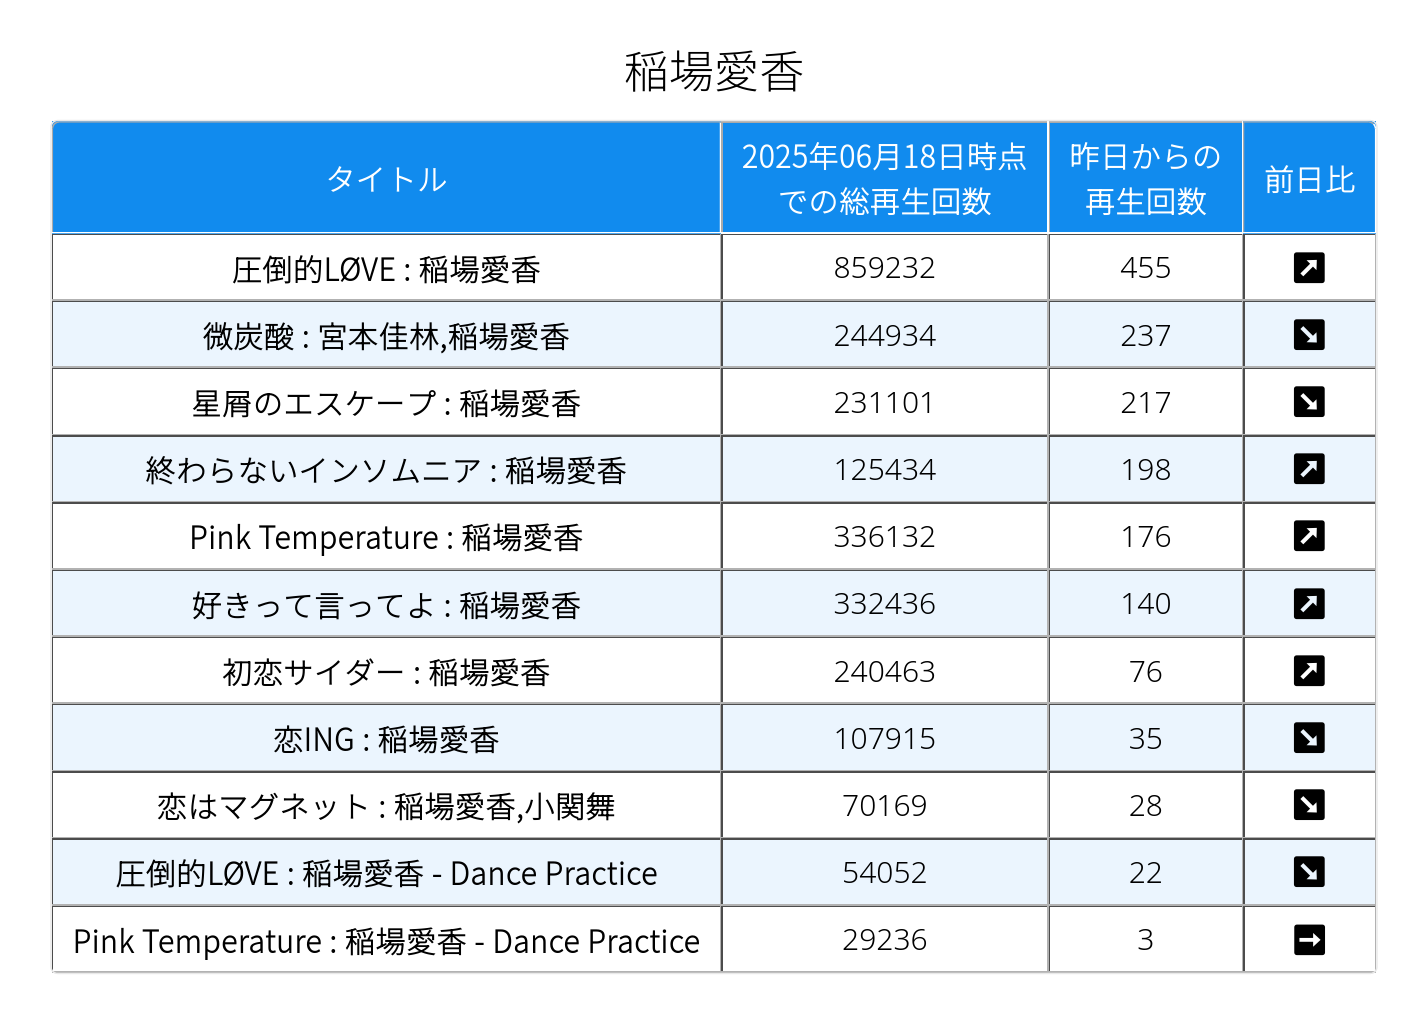 稲場愛香
タイトル 2025年06月18日時点での総再生回数 昨日からの再生回数 前日比
圧倒的LØVE : 稲場愛香 859232 455 ↗
微炭酸 : 宮本佳林,稲場愛香 244934 237 ↘
星屑のエスケープ : 稲場愛香 231101 217 ↘
終わらないインソムニア : 稲場愛香 125434 198 ↗
Pink Temperature : 稲場愛香 336132 176 ↗
好きって言ってよ : 稲場愛香 332436 140 ↗
初恋サイダー : 稲場愛香 240463 76 ↗
恋ING : 稲場愛香 107915 35 ↘
恋はマグネット : 稲場愛香,小関舞 70169 28 ↘
圧倒的LØVE : 稲場愛香 - Dance Practice 54052 22 ↘
Pink Temperature : 稲場愛香 - Dance Practice 29236 3 →